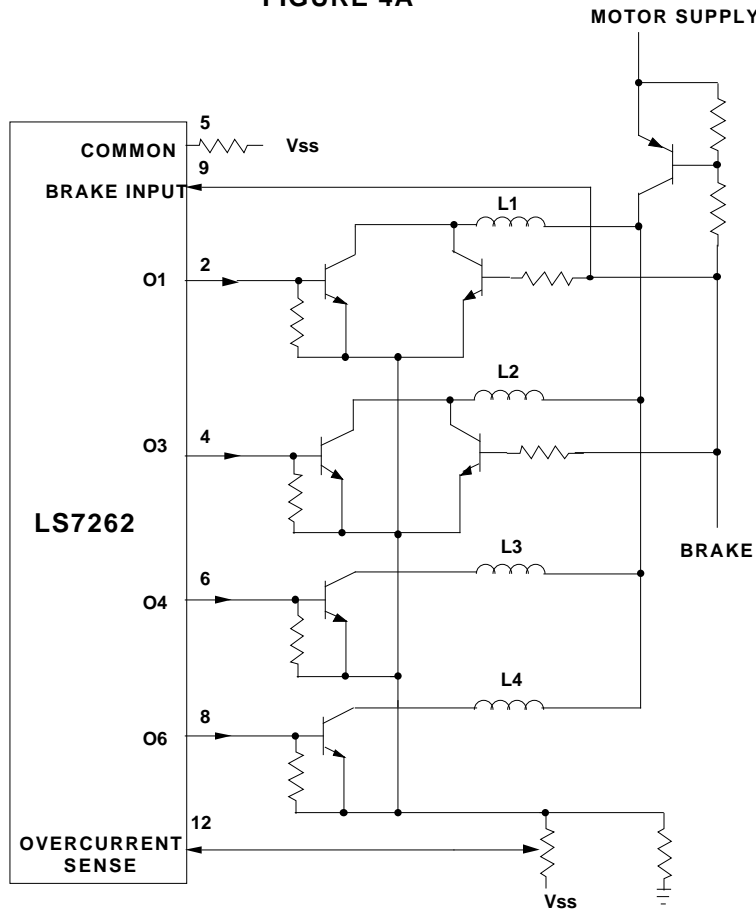 FIGURE 4A
MOTOR SUPPLY
5
COMMON
Vss
9
BRAKE INPUT
L1
2
O1
L2
4
O3
LS7262
BRAKE
L3
6
O4
L4
8
O6
12
OVERCURRENT
SENSE
Vss